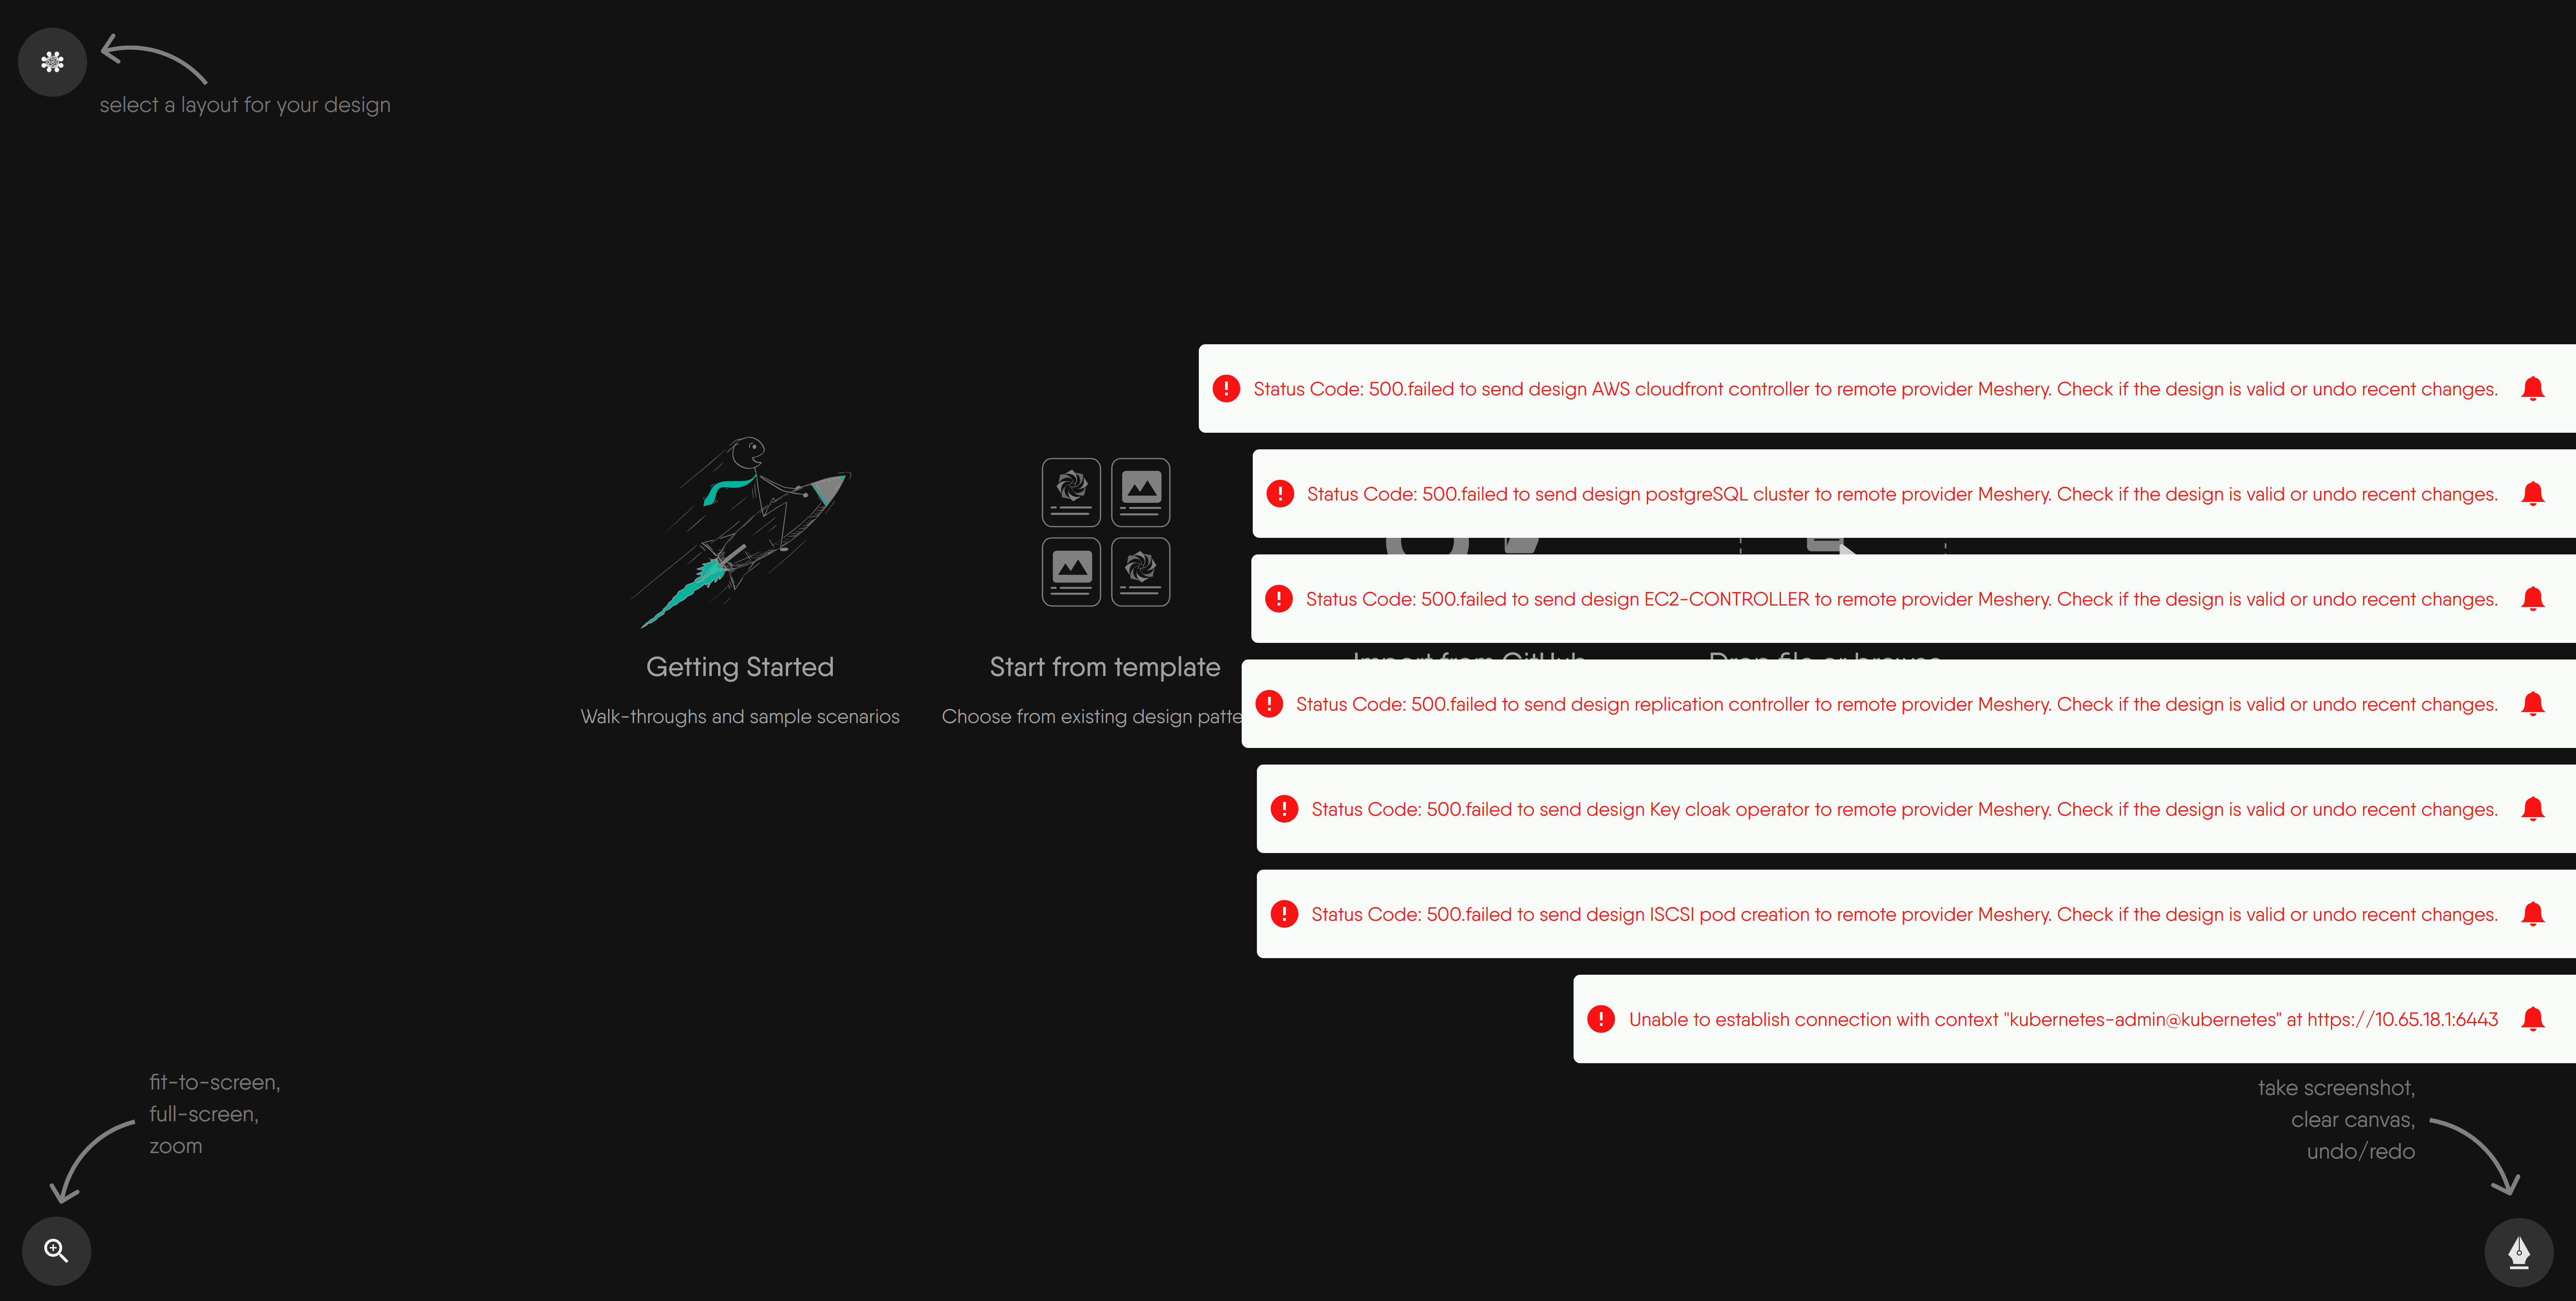 select a layout for your design
Status Code: 500.failed to send design AWS cloudfront controller to remote provider Meshery. Check if the design is valid or undo recent changes.
Status Code: 500.failed to send design postgreSQL cluster to remote provider Meshery. Check if the design is valid or undo recent changes.
Status Code: 500.failed to send design EC2-CONTROLLER to remote provider Meshery. Check if the design is valid or undo recent changes.
Getting Started
Start from template
Import from GitHub
Drop file or browse
Walk-throughs and sample scenarios
Choose from existing design patte
Status Code: 500.failed to send design replication controller to remote provider Meshery. Check if the design is valid or undo recent changes.
Status Code: 500.failed to send design Key cloak operator to remote provider Meshery. Check if the design is valid or undo recent changes.
Status Code: 500.failed to send design ISCSI pod creation to remote provider Meshery. Check if the design is valid or undo recent changes.
Unable to establish connection with context "kubernetes-admin@kubernetes" at https://10.65.18.1:6443
fit-to-screen,
full-screen,
zoom
take screenshot,
clear canvas,
undo/redo